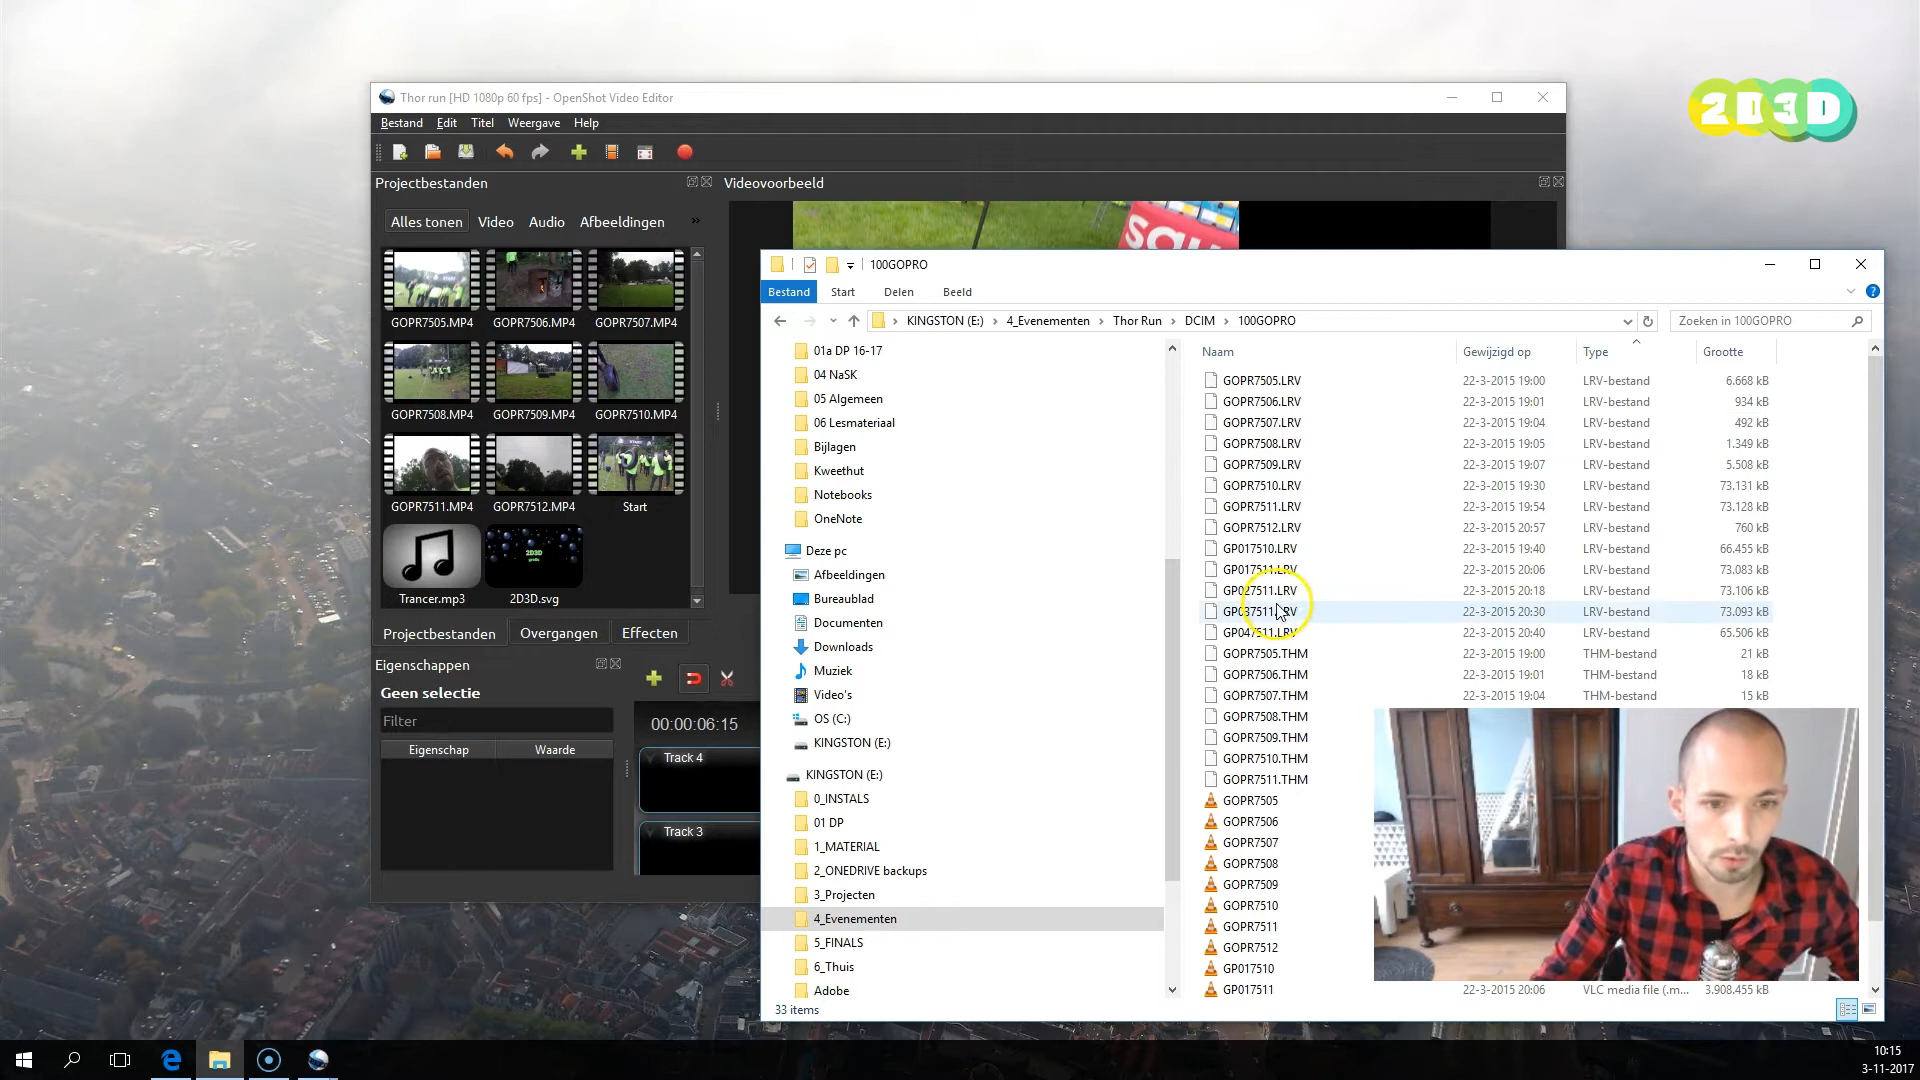 2D3D
Thor run [HD 1080p 60 fps] - OpenShot Video Editor
Bestand Edit Titel Weergave Help
Projectbestanden
Videovoorbeeld
Alles tonen Video Audio Afbeeldingen »
GOPR7505.MP4 GOPR7506.MP4 GOPR7507.MP4
GOPR7508.MP4 GOPR7509.MP4 GOPR7510.MP4
GOPR7511.MP4 GOPR7512.MP4 Start
2D3D
Trancer.mp3 2D3D.svg
Projectbestanden Overgangen Effecten
Eigenschappen
Geen selectie
Filter
Eigenschap Waarde
00:00:06:15
Track 4
Track 3
100GOPRO
Bestand Start Delen Beeld
KINGSTON (E:) › 4_Evenementen › Thor Run › DCIM › 100GOPRO
Zoeken in 100GOPRO
01a DP 16-17
04 NaSK
05 Algemeen
06 Lesmateriaal
Bijlagen
Kweethut
Notebooks
OneNote
Deze pc
Afbeeldingen
Bureaublad
Documenten
Downloads
Muziek
Video's
OS (C:)
KINGSTON (E:)
KINGSTON (E:)
0_INSTALS
01 DP
1_MATERIAL
2_ONEDRIVE backups
3_Projecten
4_Evenementen
5_FINALS
6_Thuis
Adobe
Naam Gewijzigd op Type Grootte
GOPR7505.LRV 22-3-2015 19:00 LRV-bestand 6.668 kB
GOPR7506.LRV 22-3-2015 19:01 LRV-bestand 934 kB
GOPR7507.LRV 22-3-2015 19:04 LRV-bestand 492 kB
GOPR7508.LRV 22-3-2015 19:05 LRV-bestand 1.349 kB
GOPR7509.LRV 22-3-2015 19:07 LRV-bestand 5.508 kB
GOPR7510.LRV 22-3-2015 19:30 LRV-bestand 73.131 kB
GOPR7511.LRV 22-3-2015 19:54 LRV-bestand 73.128 kB
GOPR7512.LRV 22-3-2015 20:57 LRV-bestand 760 kB
GP017510.LRV 22-3-2015 19:40 LRV-bestand 66.455 kB
GP017511.LRV 22-3-2015 20:06 LRV-bestand 73.083 kB
GP027511.LRV 22-3-2015 20:18 LRV-bestand 73.106 kB
GP037511.LRV 22-3-2015 20:30 LRV-bestand 73.093 kB
GP047511.LRV 22-3-2015 20:40 LRV-bestand 65.506 kB
GOPR7505.THM 22-3-2015 19:00 THM-bestand 21 kB
GOPR7506.THM 22-3-2015 19:01 THM-bestand 18 kB
GOPR7507.THM 22-3-2015 19:04 THM-bestand 15 kB
GOPR7508.THM
GOPR7509.THM
GOPR7510.THM
GOPR7511.THM
GOPR7505
GOPR7506
GOPR7507
GOPR7508
GOPR7509
GOPR7510
GOPR7511
GOPR7512
GP017510
GP017511 22-3-2015 20:06 VLC media file (.m... 3.908.455 kB
33 items
10:15
3-11-2017